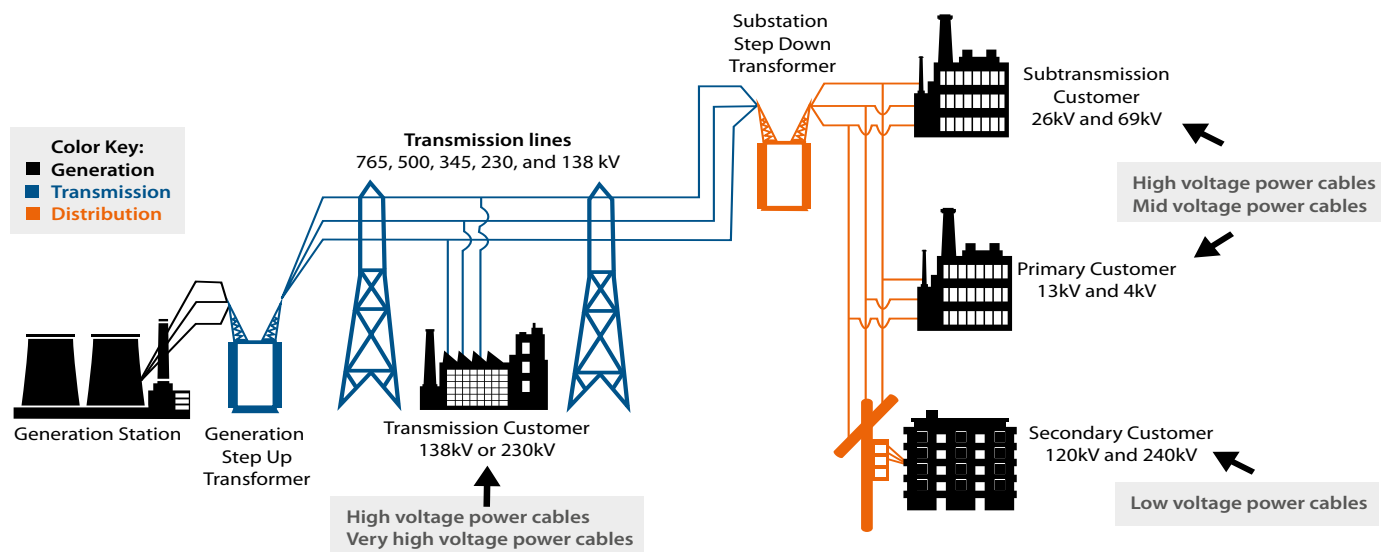 Color Key:
Generation
Transmission
Distribution
Generation Station
Generation
Step Up
Transformer
Transmission lines
765, 500, 345, 230, and 138 kV
Transmission Customer
138kV or 230kV
High voltage power cables
Very high voltage power cables
Substation
Step Down
Transformer
Subtransmission
Customer
26kV and 69kV
High voltage power cables
Mid voltage power cables
Primary Customer
13kV and 4kV
Secondary Customer
120kV and 240kV
Low voltage power cables